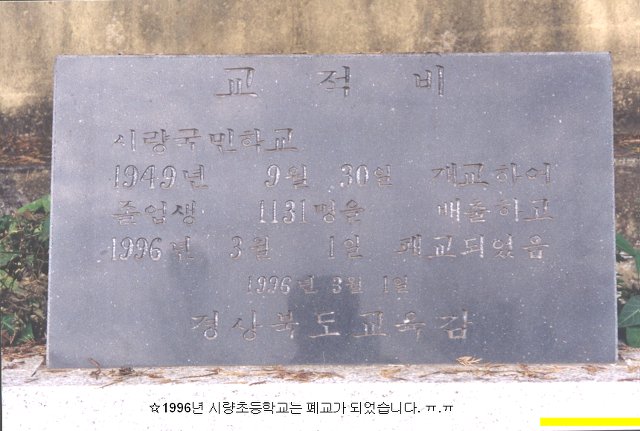 교 적 비
시량국민학교
1949년 9월 30일 개교하여
졸업생 1131명을 배출하고
1996년 3월 1일 폐교되었음
1996년 3월 1일
경상북도교육감
☆1996년 시량초등학교는 폐교가 되었습니다. ㅠ.ㅠ